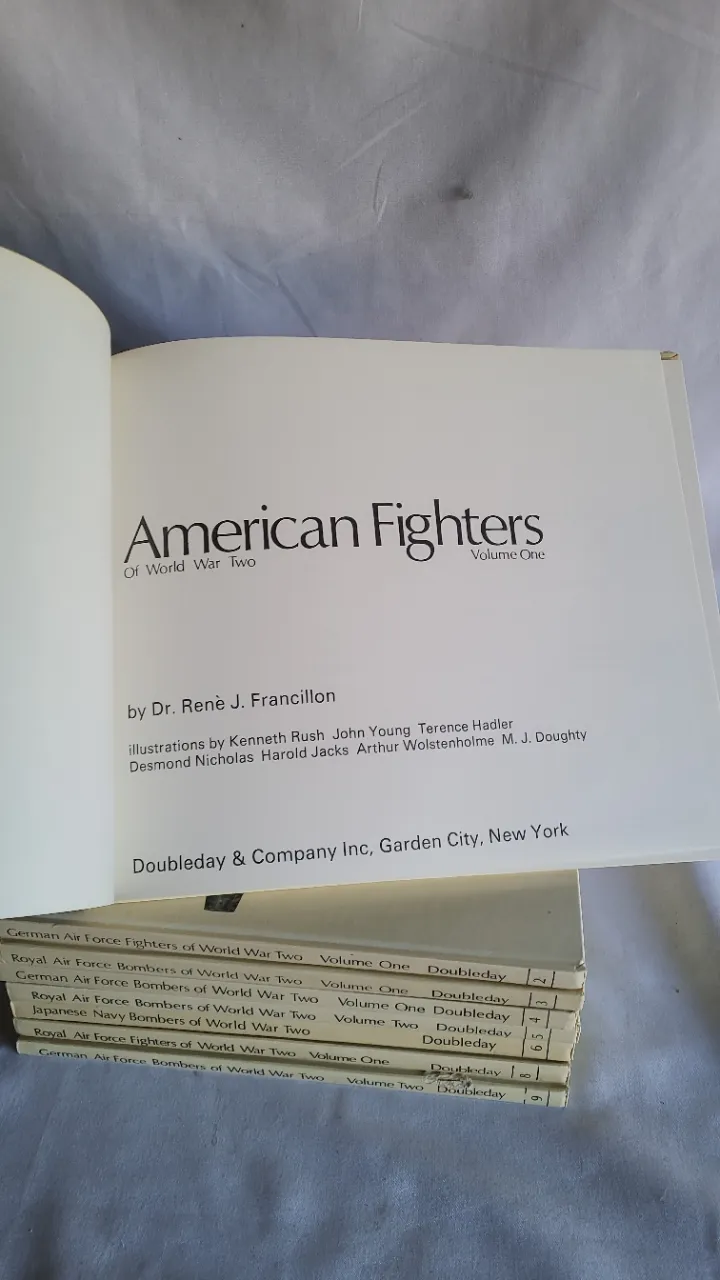 American Fighters
Of World War Two Volume One
by Dr. Renè J. Francillon
illustrations by Kenneth Rush John Young Terence Hadler
Desmond Nicholas Harold Jacks Arthur Wolstenholme M. J. Doughty
Doubleday & Company Inc, Garden City, New York
German Air Force Fighters of World War Two Volume One Doubleday 2
Royal Air Force Bombers of World War Two Volume One Doubleday 3
German Air Force Bombers of World War Two Volume One Doubleday 4
Royal Air Force Bombers of World War Two Volume Two Doubleday 5
Japanese Navy Bombers of World War Two Doubleday 6
Royal Air Force Fighters of World War Two Volume One Doubleday 8
German Air Force Bombers of World War Two Volume Two Doubleday 9